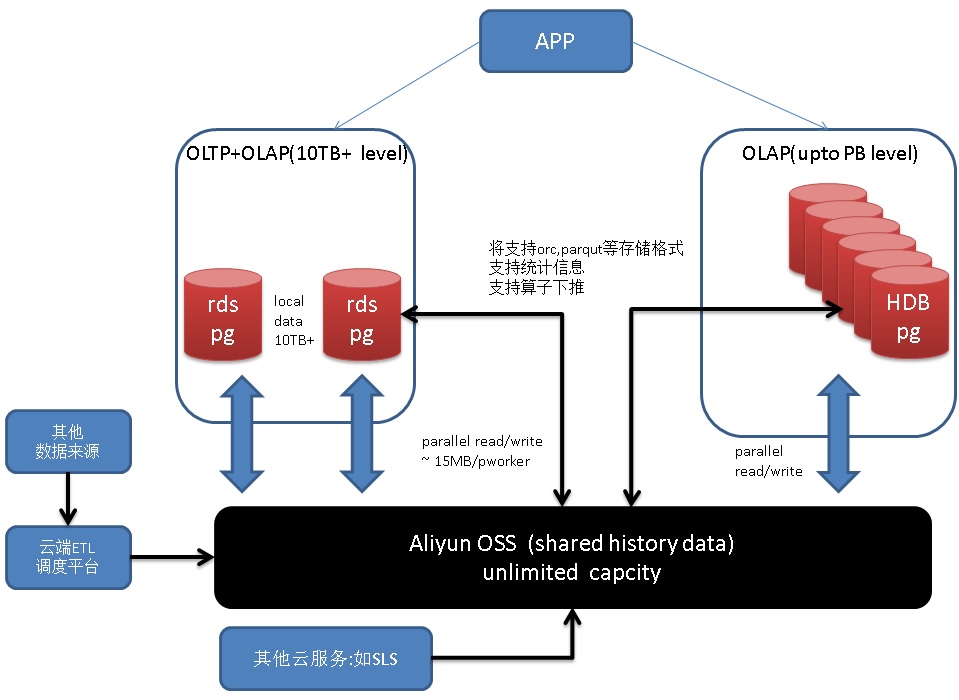 APP
OLTP+OLAP(10TB+ level)
OLAP(upto PB level)
将支持orc,parqut等存储格式
支持统计信息
支持算子下推
rds
pg
local
data
10TB+
rds
pg
HDB
pg
其他
数据来源
parallel read/write
~ 15MB/pworker
parallel
read/write
云端ETL
调度平台
Aliyun OSS (shared history data)
unlimited capcity
其他云服务:如SLS